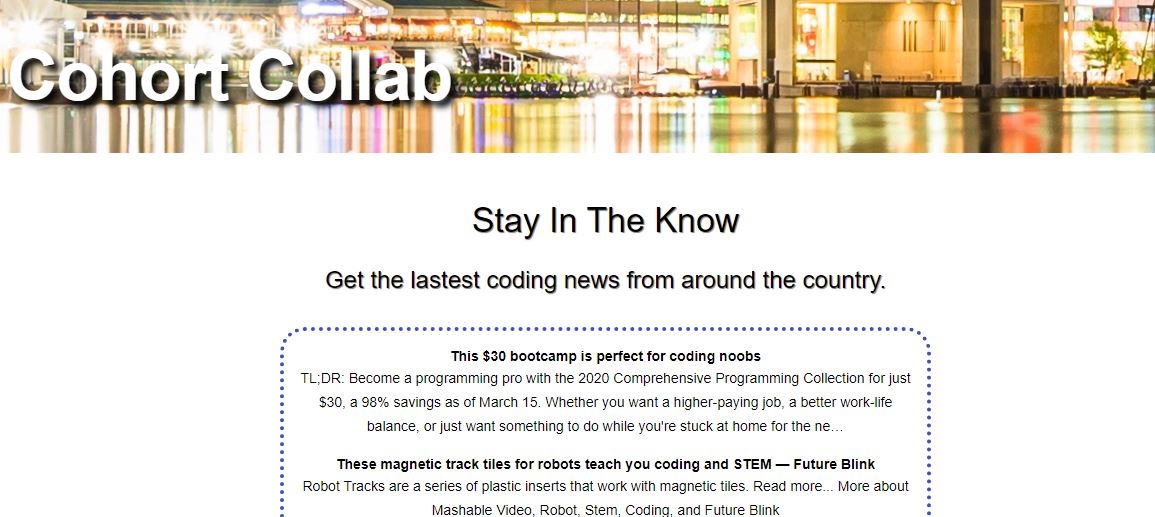 Cohort Collab
Stay In The Know
Get the lastest coding news from around the country.
This $30 bootcamp is perfect for coding noobs
TL;DR: Become a programming pro with the 2020 Comprehensive Programming Collection for just
$30, a 98% savings as of March 15. Whether you want a higher-paying job, a better work-life
balance, or just want something to do while you're stuck at home for the ne…
These magnetic track tiles for robots teach you coding and STEM — Future Blink
Robot Tracks are a series of plastic inserts that work with magnetic tiles. Read more... More about
Mashable Video, Robot, Stem, Coding, and Future Blink